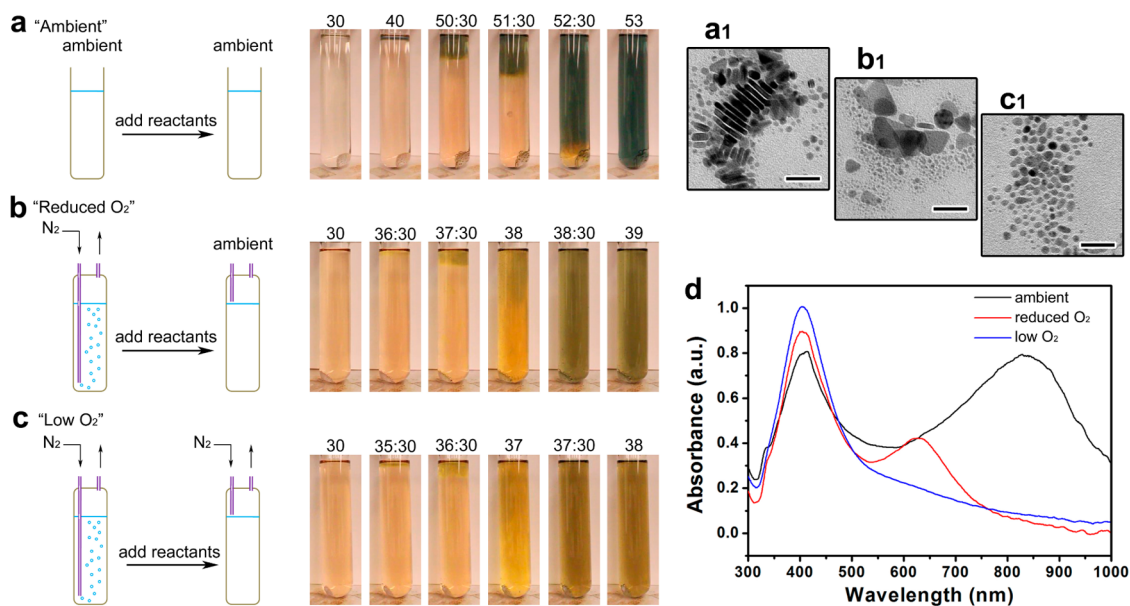 a "Ambient"
ambient ambient
add reactants
30 40 50:30 51:30 52:30 53
a1
b1
c1
b "Reduced O₂"
N₂ ambient
add reactants
30 36:30 37:30 38 38:30 39
c "Low O₂"
N₂ N₂
add reactants
30 35:30 36:30 37 37:30 38
d
ambient
reduced O₂
low O₂
Absorbance (a.u.)
1.0
0.8
0.6
0.4
0.2
0.0
300 400 500 600 700 800 900 1000
Wavelength (nm)